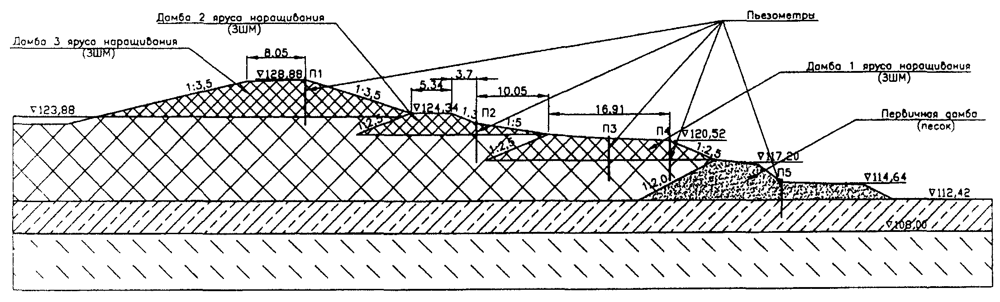 Дамба 2 яруса наращивания
(ЗШМ)
Пьезометры
Дамба 3 яруса наращивания
(ЗШМ)
8.05
Дамба 1 яруса наращивания
(ЗШМ)
128,88
П1
3,7
1:3,5
1:3,5
5.34
10.05
123,88
124,34
1:3
П2
16.91
Первичная дамба
(песок)
1:2,5
1:5
П3
П4
120,52
1:2,5
1:2,5
117,20
П5
1:2,0
114,64
112,42
108,00